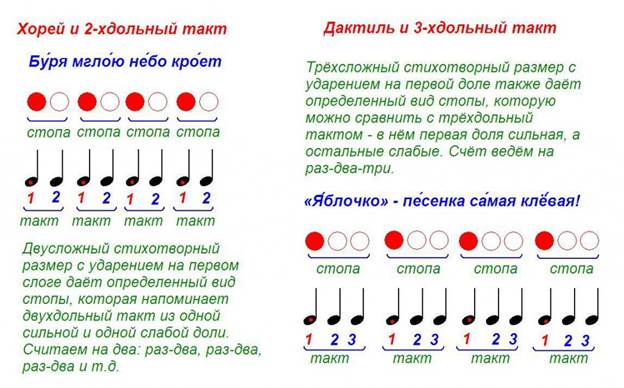 Хорей и 2-хдольный такт
Бу́ря мгло́ю не́бо кро́ет
стопа стопа стопа стопа
1 2 1 2 1 2 1 2
такт такт такт такт
Двусложный стихотворный
размер с ударением на первом
слоге даёт определенный вид
стопы, которая напоминает
двухдольный такт из одной
сильной и одной слабой доли.
Считаем на два: раз-два, раз-два,
раз-два и т.д.
Дактиль и 3-хдольный такт
Трёхсложный стихотворный размер с
ударением на первой доле также даёт
определенный вид стопы, которую
можно сравнить с трёхдольный
тактом - в нём первая доля сильная, а
остальные слабые. Счёт ведём на
раз-два-три.
«Я́блочко» - пе́сенка са́мая клё́вая!
стопа стопа стопа стопа
1 2 3 1 2 3 1 2 3 1 2 3
такт такт такт такт